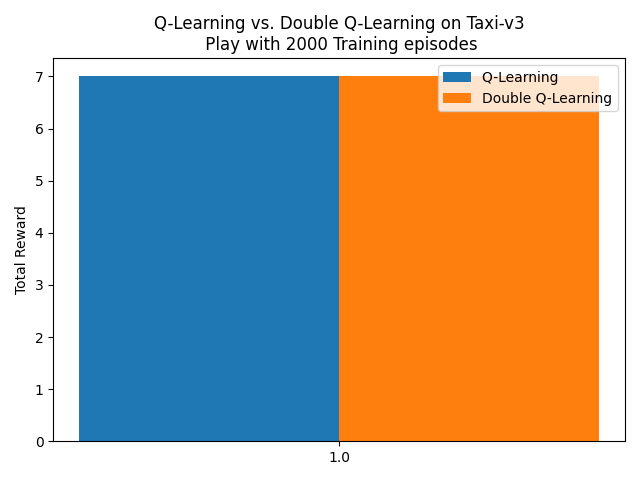 Q-Learning vs. Double Q-Learning on Taxi-v3
Play with 2000 Training episodes
Q-Learning
Double Q-Learning
Total Reward
7
6
5
4
3
2
1
0
1.0